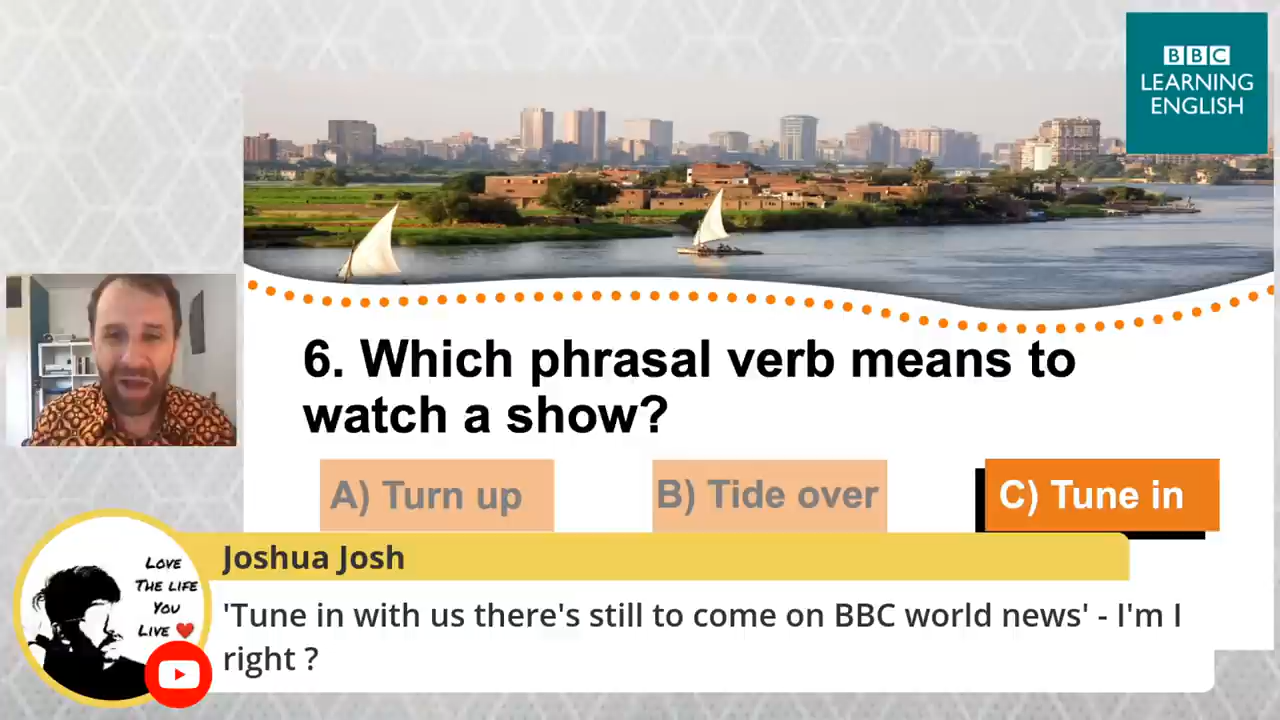 BBC
LEARNING
ENGLISH
6. Which phrasal verb means to
watch a show?
A) Turn up
B) Tide over
C) Tune in
LOVE
THE LIFE
YOU
LIVE ❤️
Joshua Josh
'Tune in with us there's still to come on BBC world news' - I'm I
right ?